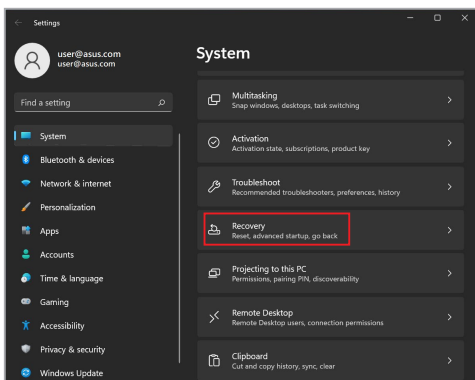 Settings
user@asus.com
user@asus.com
Find a setting
System
Bluetooth & devices
Network & internet
Personalization
Apps
Accounts
Time & language
Gaming
Accessibility
Privacy & security
Windows Update
System
Multitasking
Snap windows, desktops, task switching
Activation
Activation state, subscriptions, product key
Troubleshoot
Recommended troubleshooters, preferences, history
Recovery
Reset, advanced startup, go back
Projecting to this PC
Permissions, pairing PIN, discoverability
Remote Desktop
Remote Desktop users, connection permissions
Clipboard
Cut and copy history, sync, clear